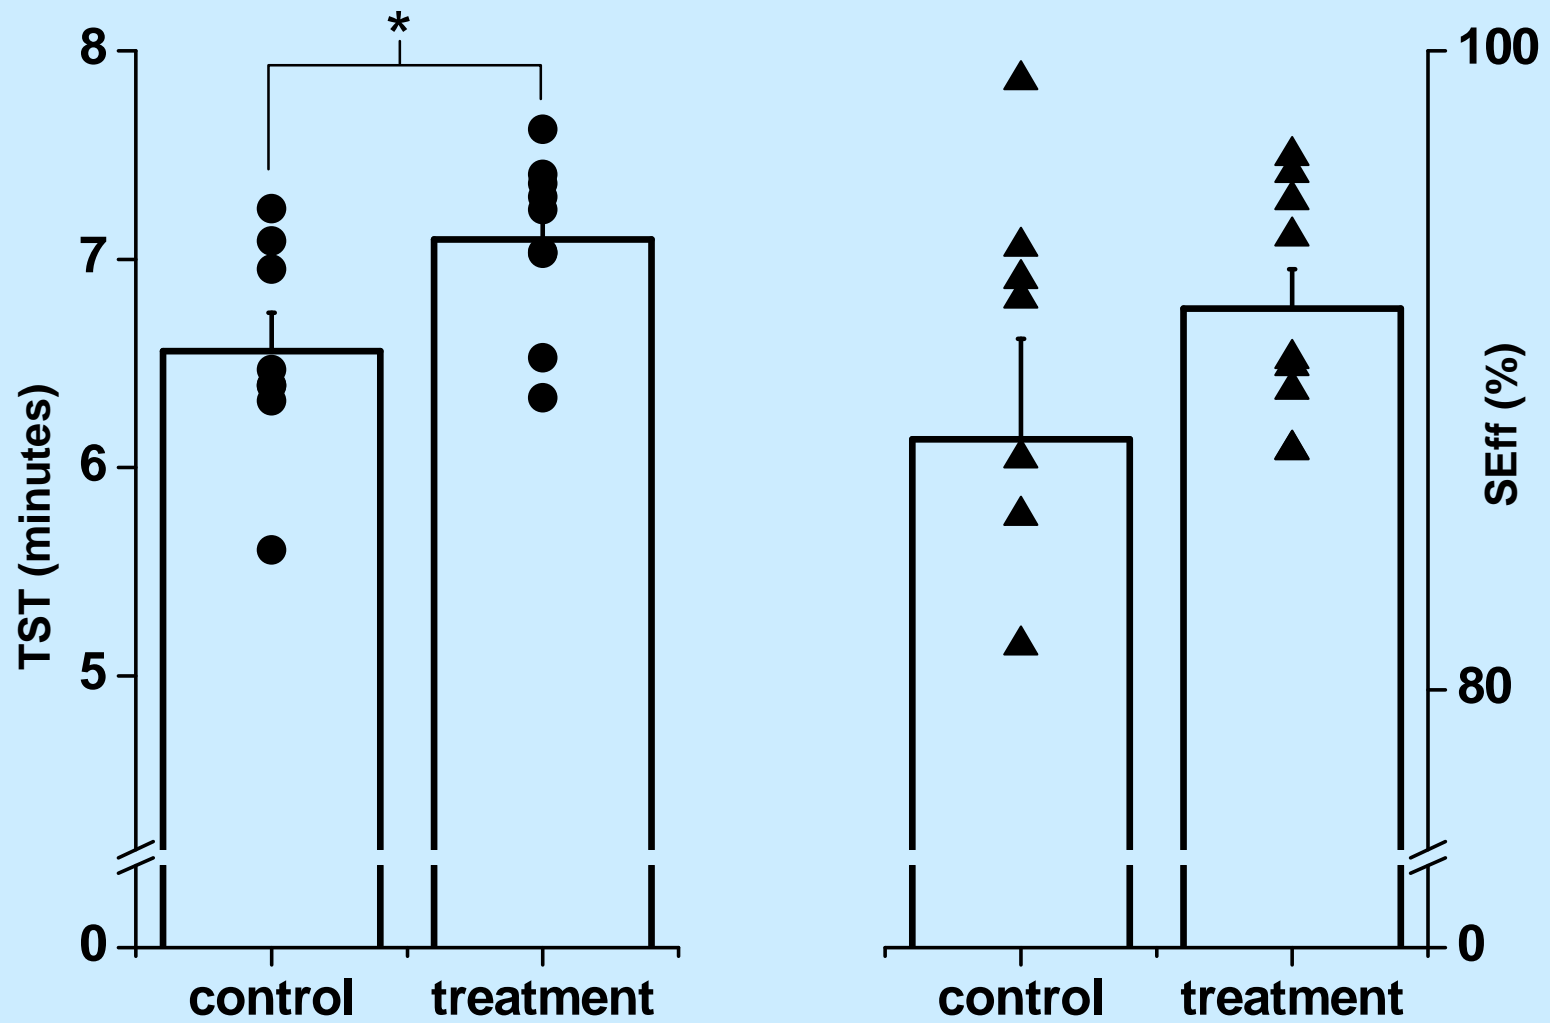 *
8
7
6
5
0
TST (minutes)
control treatment
100
80
0
SEff (%)
control treatment